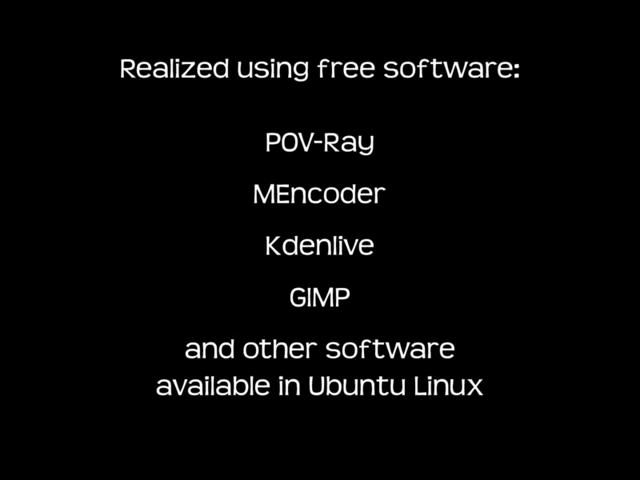 Realized using free software:
POV-Ray
MEncoder
Kdenlive
GIMP
and other software
available in Ubuntu Linux